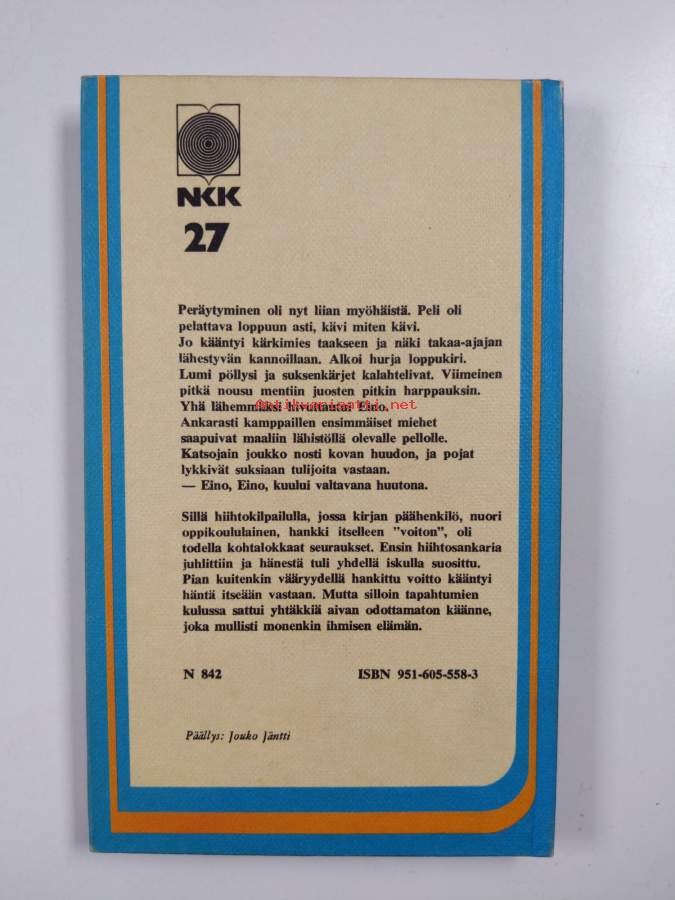 NKK
27
Peräytyminen oli nyt liian myöhäistä. Peli oli
pelattava loppuun asti, kävi miten kävi.
Jo kääntyi kärkimies taakseen ja näki takaa-ajajan
lähestyvän kannoillaan. Alkoi hurja loppukiri.
Lumi pöllysi ja suksenkärjet kalahtelivat. Viimeinen
pitkä nousu mentiin juosten pitkin harppauksin.
Antikvariaatti.net
Yhä lähemmäksi hivuttautui Eino.
Ankarasti kamppaillen ensimmäiset miehet
saapuivat maaliin lähistöllä olevalle pellolle.
Katsojain joukko nosti kovan huudon, ja pojat
lykkivät suksiaan tulijoita vastaan.
— Eino, Eino, kuului valtavana huutona.
Sillä hiihtokilpailulla, jossa kirjan päähenkilö, nuori
oppikoululainen, hankki itselleen "voiton", oli
todella kohtalokkaat seuraukset. Ensin hiihtosankaria
juhlittiin ja hänestä tuli yhdellä iskulla suosittu.
Pian kuitenkin vääryydellä hankittu voitto kääntyi
häntä itseään vastaan. Mutta silloin tapahtumien
kulussa sattui yhtäkkiä aivan odottamaton käänne,
joka mullisti monenkin ihmisen elämän.
N 842 ISBN 951-605-558-3
Päällys: Jouko Jäntti